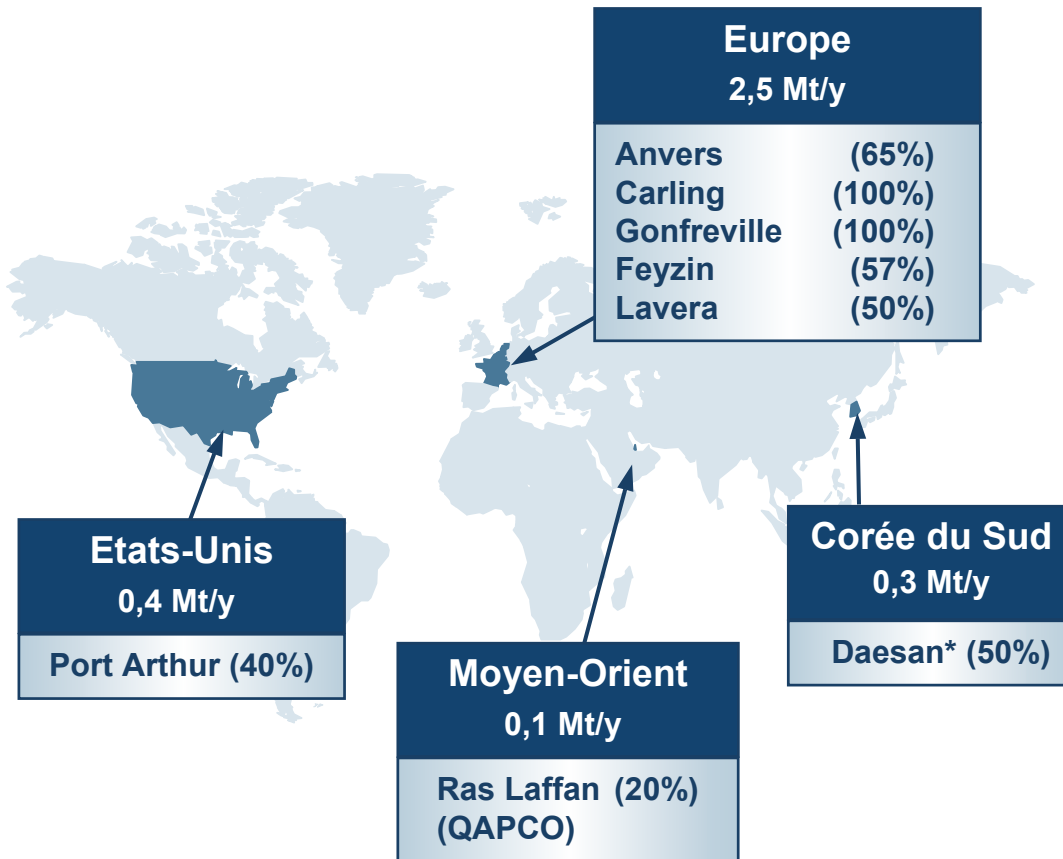 Europe
2,5 Mt/y
Anvers (65%)
Carling (100%)
Gonfreville (100%)
Feyzin (57%)
Lavera (50%)
Etats-Unis
0,4 Mt/y
Port Arthur (40%)
Moyen-Orient
0,1 Mt/y
Ras Laffan (20%)
(QAPCO)
Corée du Sud
0,3 Mt/y
Daesan* (50%)